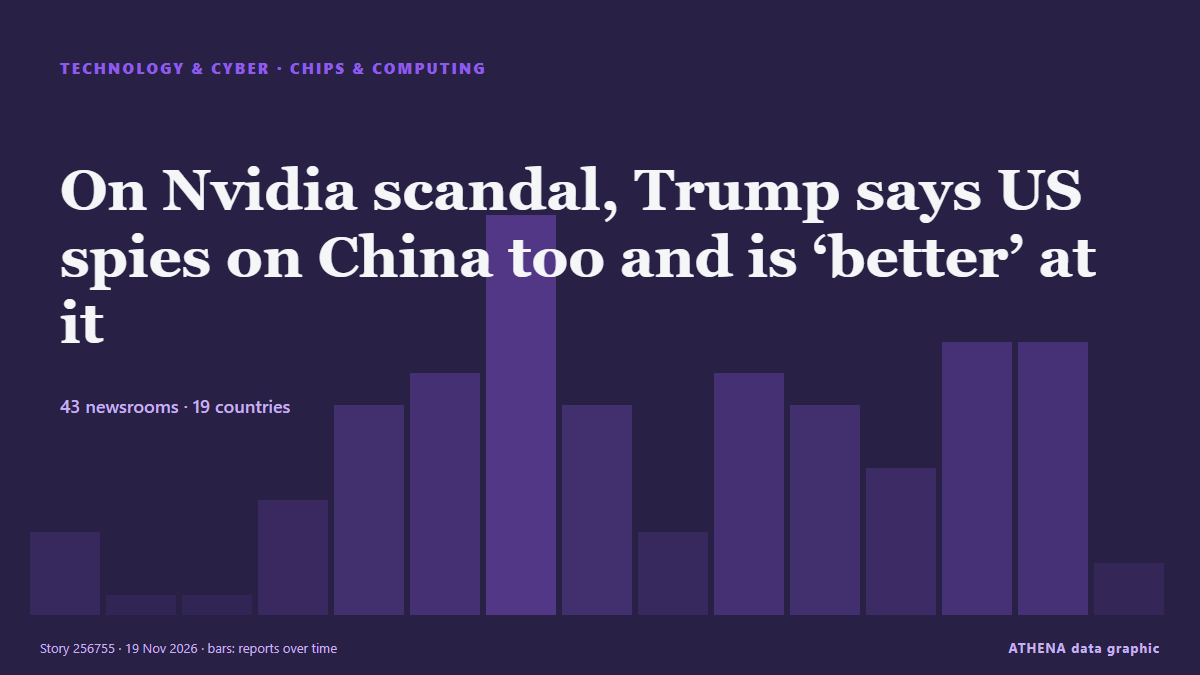 TECHNOLOGY & CYBER · CHIPS & COMPUTING
On Nvidia scandal, Trump says US
spies on China too and is ‘better’ at
it
43 newsrooms · 19 countries
Story 256755 · 19 Nov 2026 · bars: reports over time
ATHENA data graphic